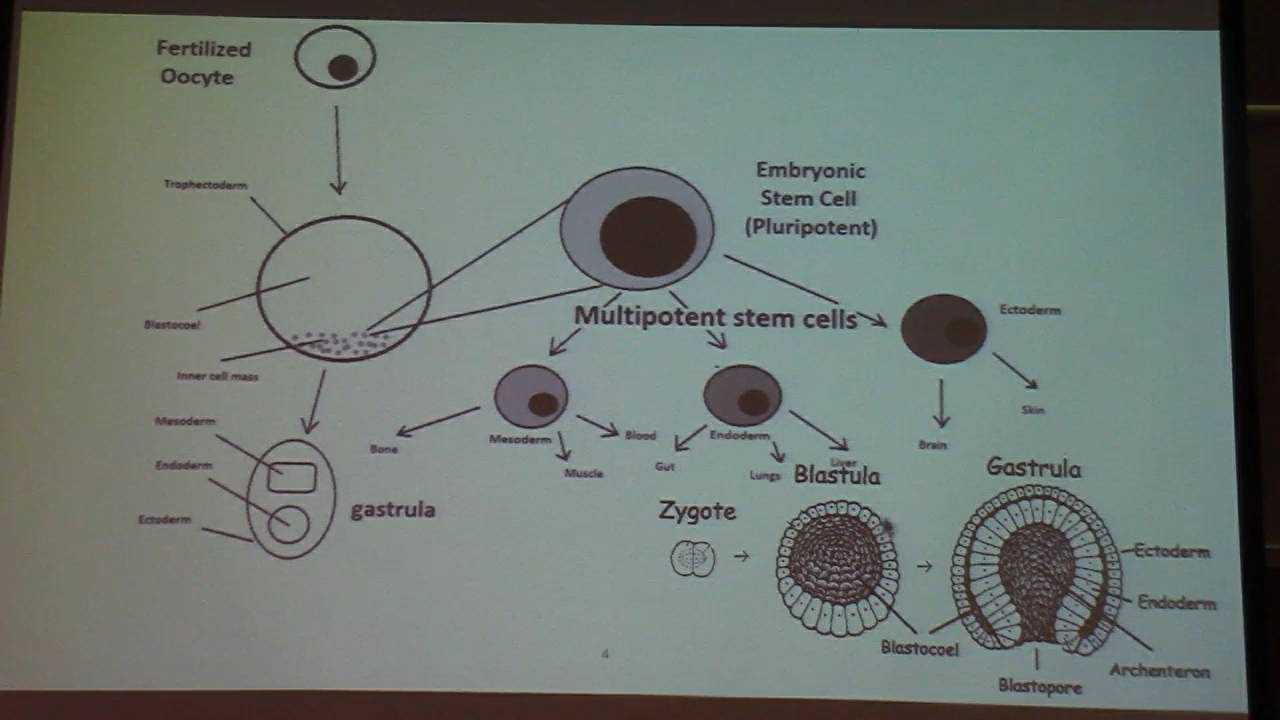 Fertilized
Oocyte
Trophectoderm
Embryonic
Stem Cell
(Pluripotent)
Multipotent stem cells
Ectoderm
Blastocoel
Inner cell mass
Mesoderm
Endoderm
Ectoderm
gastrula
Bone
Mesoderm
Muscle
Blood
Gut
Endoderm
Lungs
Liver
Brain
Skin
Zygote
Blastula
Gastrula
Ectoderm
Endoderm
Blastocoel
Archenteron
Blastopore
4